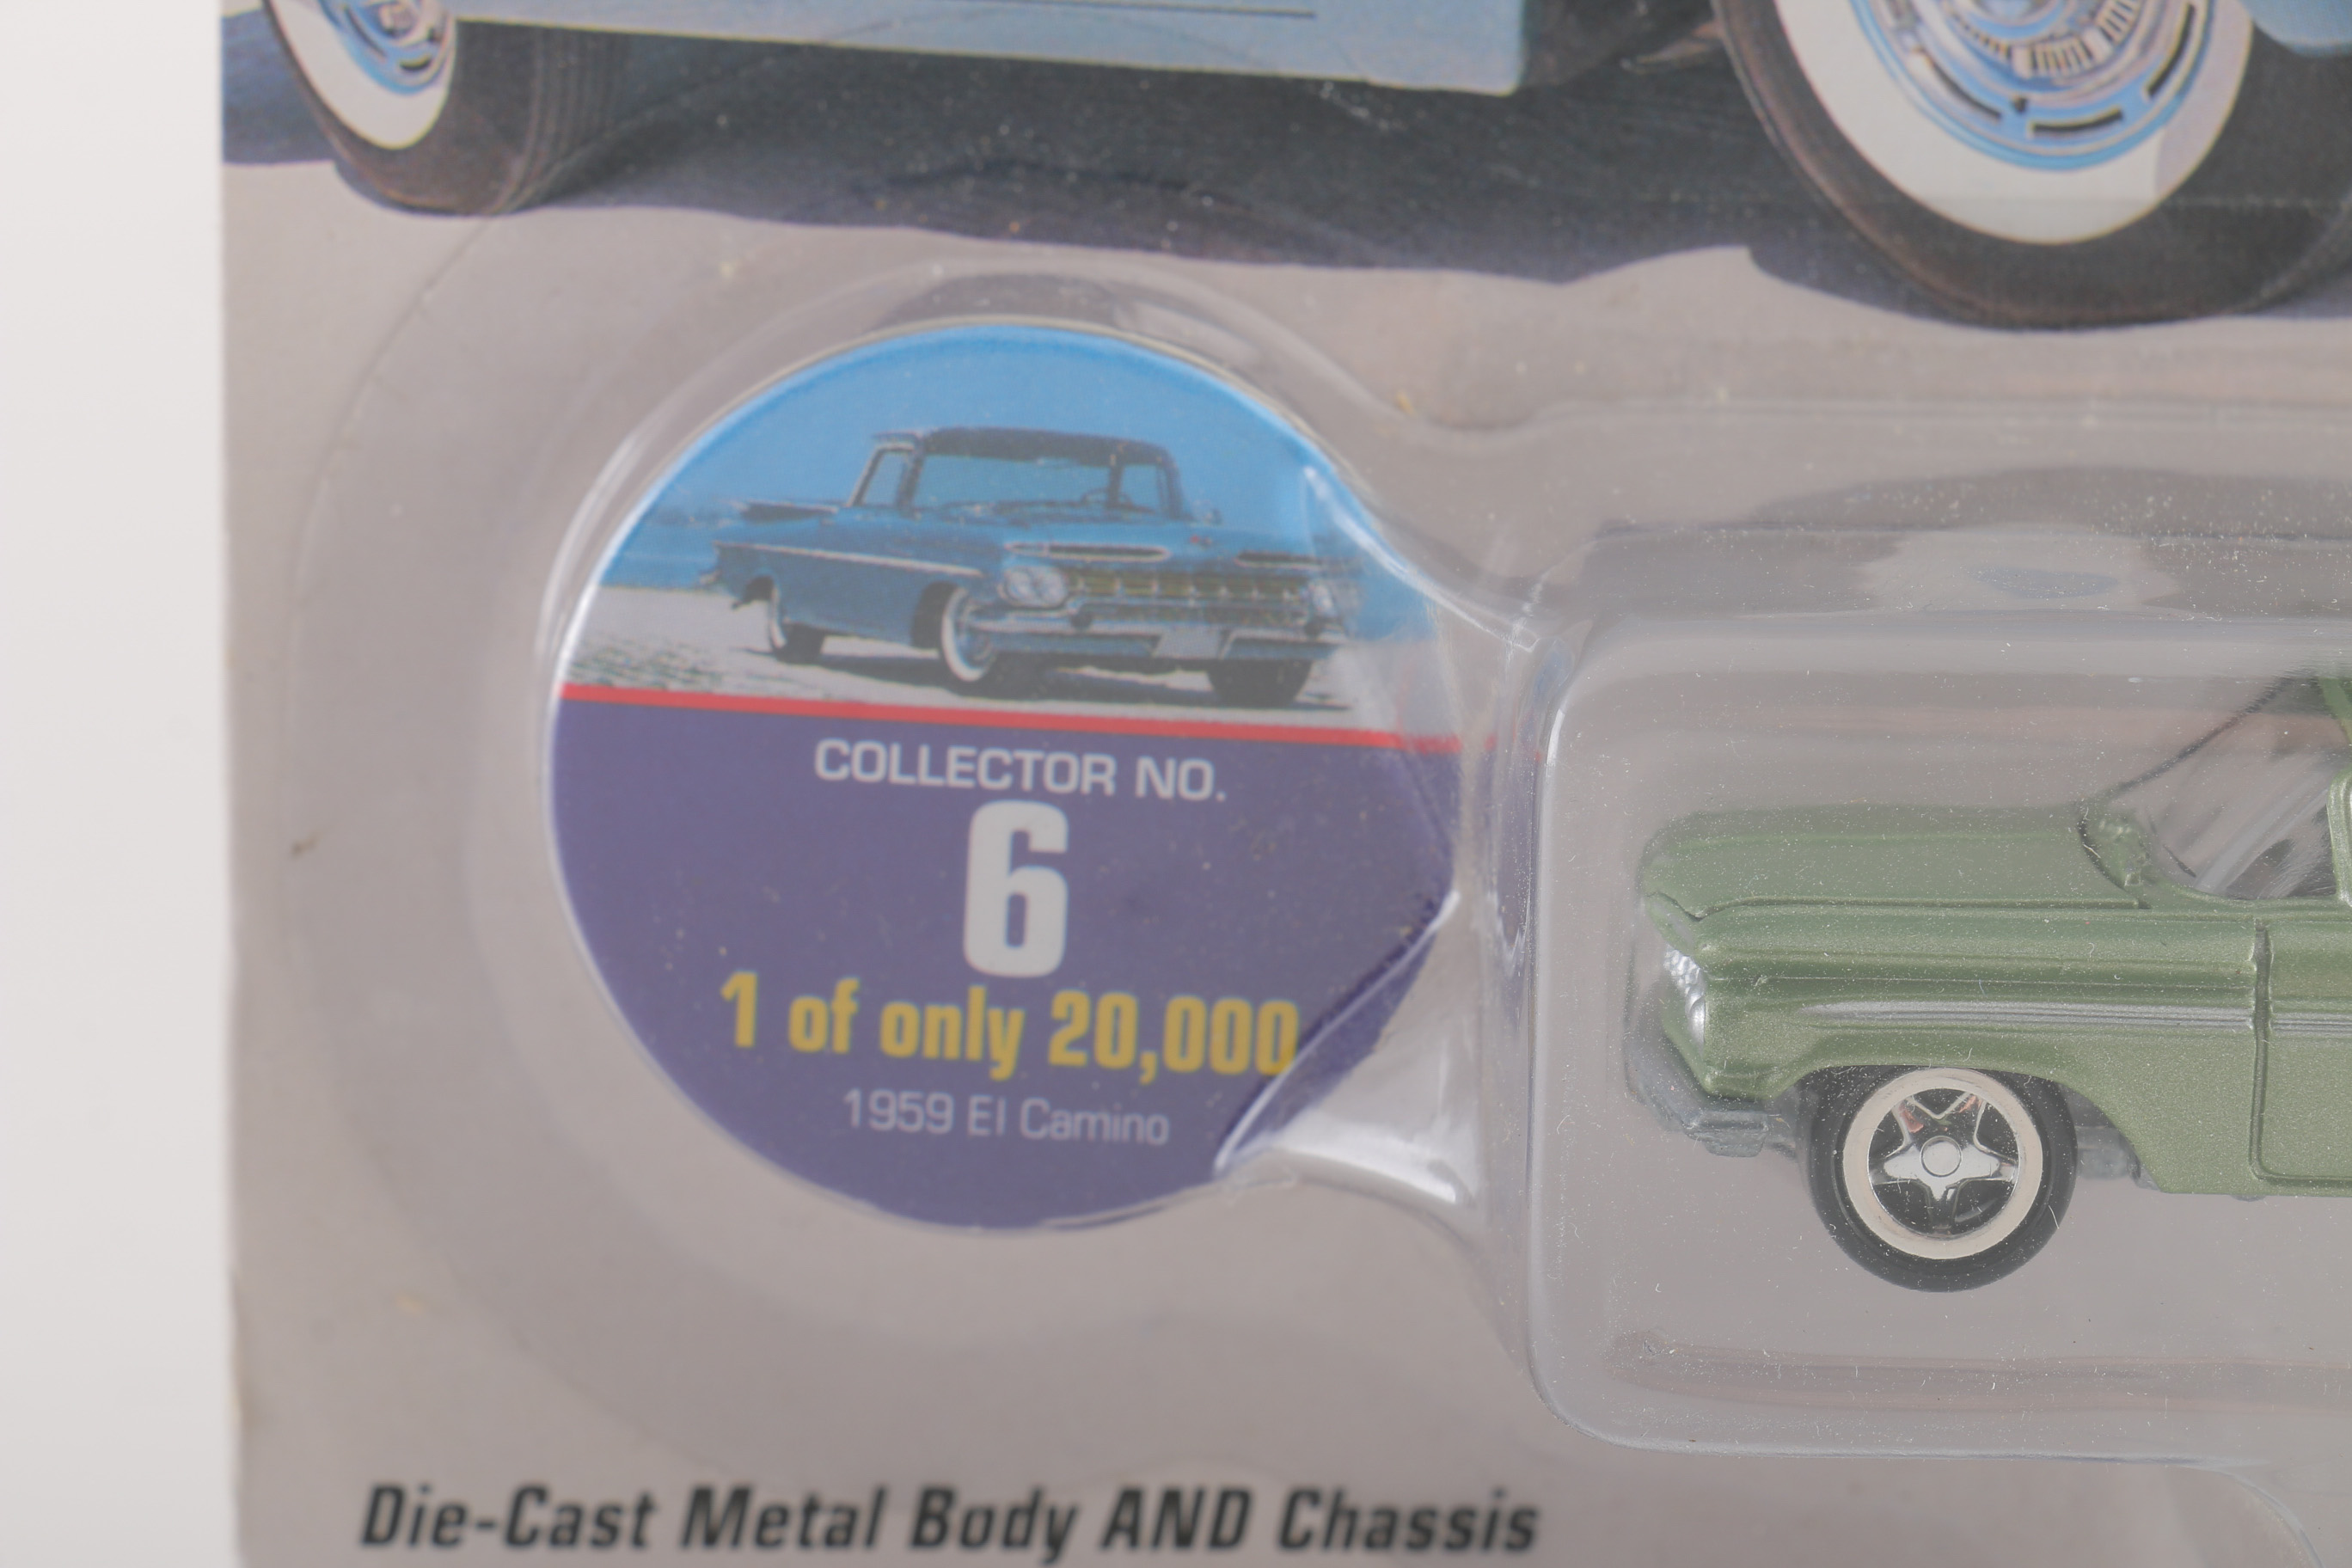 COLLECTOR NO.
6
1 of only 20,000
1959 El Camino
Die-Cast Metal Body AND Chassis